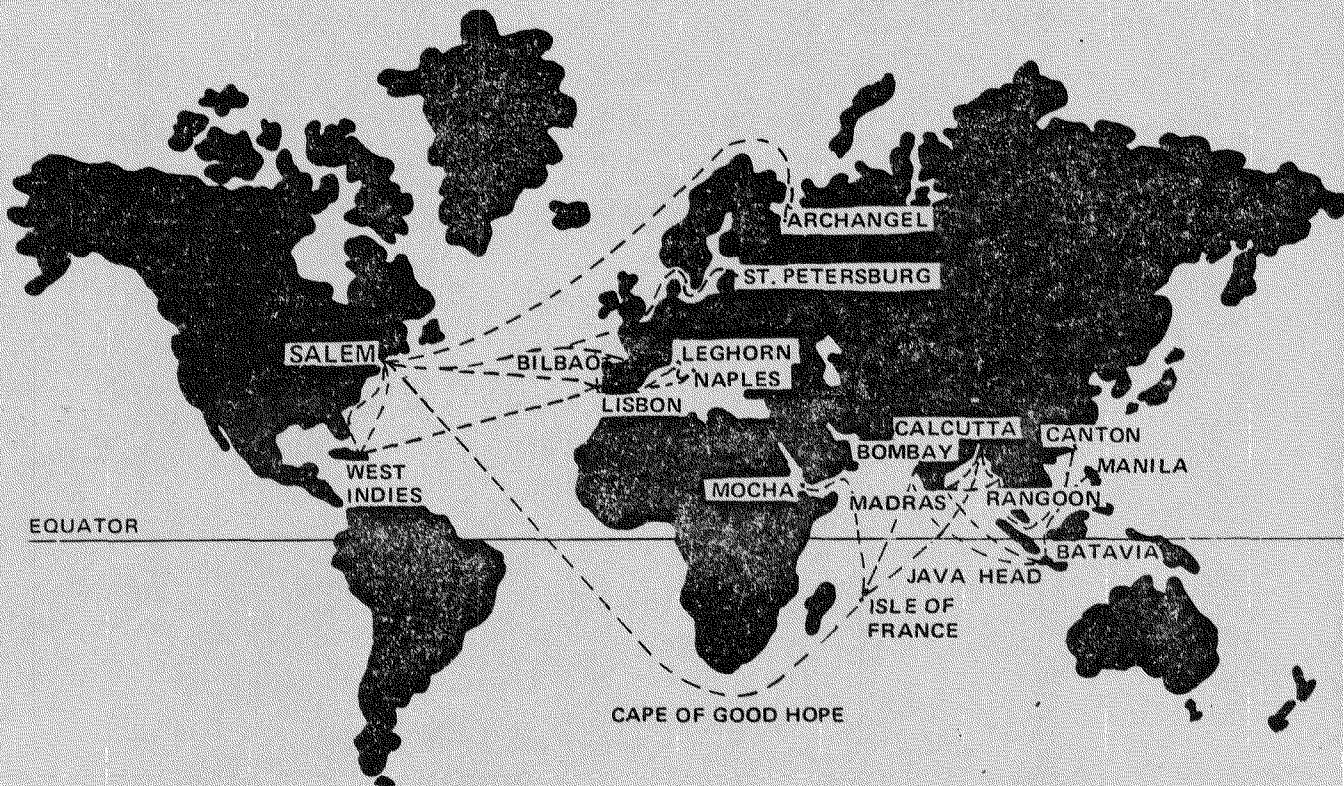 ARCHANGEL
ST. PETERSBURG
SALEM
BILBAO
LEGHORN
NAPLES
LISBON
CALCUTTA
CANTON
BOMBAY
MANILA
WEST
INDIES
MOCHA
MADRAS
RANGOON
EQUATOR
BATAVIA
JAVA HEAD
ISLE OF
FRANCE
CAPE OF GOOD HOPE